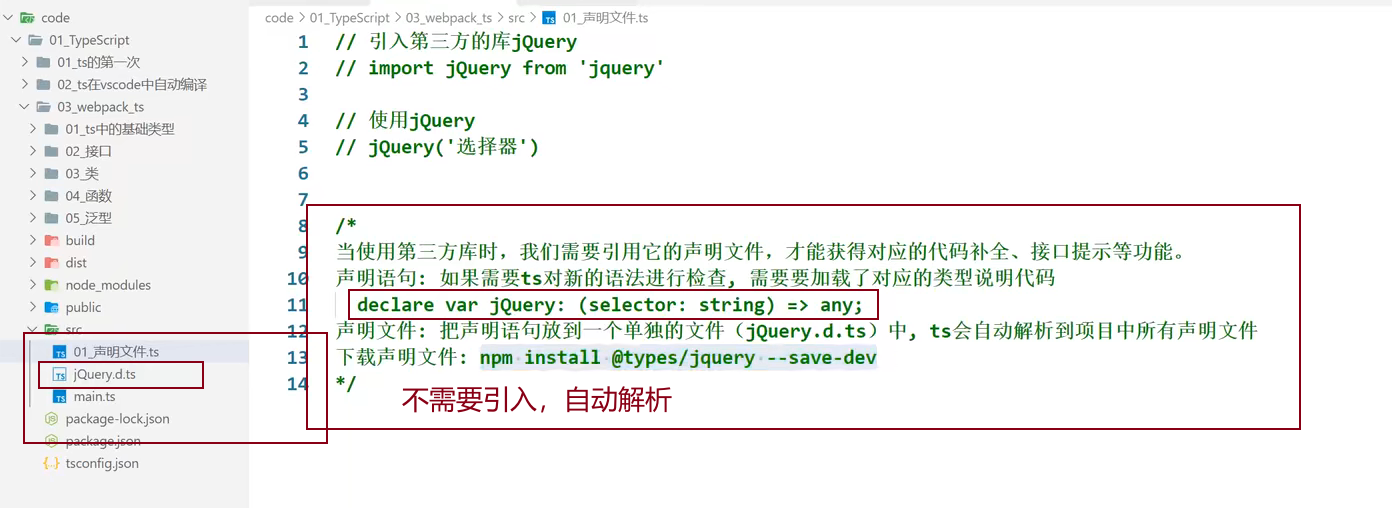 code
01_TypeScript
01_ts的第一次
02_ts在vscode中自动编译
03_webpack_ts
01_ts中的基础类型
02_接口
03_类
04_函数
05_泛型
build
dist
node_modules
public
src
01_声明文件.ts
jQuery.d.ts
main.ts
package-lock.json
package.json
tsconfig.json
code > 01_TypeScript > 03_webpack_ts > src > TS 01_声明文件.ts
1 // 引入第三方的库jQuery
2 // import jQuery from 'jquery'
3
4 // 使用jQuery
5 // jQuery('选择器')
6
7
8 /*
9 当使用第三方库时，我们需要引用它的声明文件，才能获得对应的代码补全、接口提示等功能。
10 声明语句: 如果需要ts对新的语法进行检查, 需要要加载了对应的类型说明代码
11 declare var jQuery: (selector: string) => any;
12 声明文件: 把声明语句放到一个单独的文件（jQuery.d.ts）中, ts会自动解析到项目中所有声明文件
13 下载声明文件: npm install @types/jquery --save-dev
14 */
不需要引入，自动解析